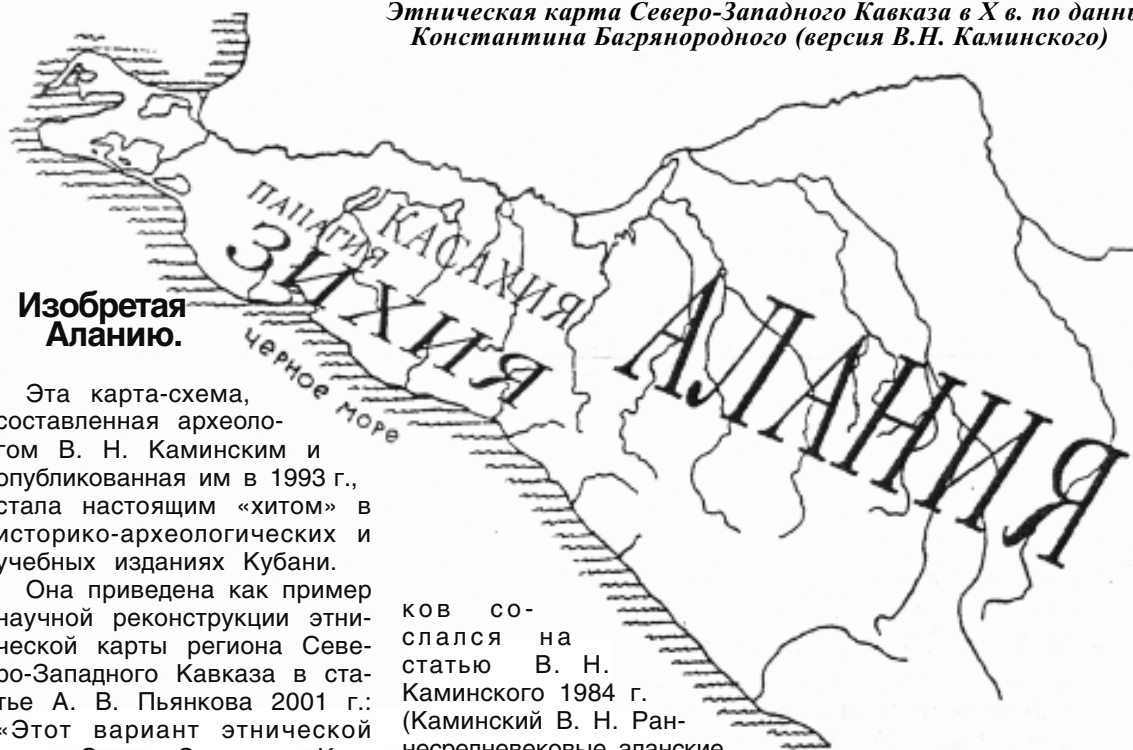 Этническая карта Северо-Западного Кавказа в X в. по
Константина Багрянородного (версия В.Н. Каминского)
ПАПАГИЯ
КАСАХИЯ
ЗИХИЯ
АЛАНИЯ
ЧЕРНОЕ МОРЕ
Изобретая
Аланию.
Эта карта-схема,
составленная археоло-
гом В. Н. Каминским и
опубликованная им в 1993 г.,
стала настоящим «хитом» в
историко-археологических и
учебных изданиях Кубани.
Она приведена как пример
научной реконструкции этни-
ческой карты региона Севе-
ро-Западного Кавказа в ста-
тье А. В. Пьянкова 2001 г.:
«Этот вариант этнической
ков со-
слался на
статью В. Н.
Каминского 1984 г.
(Каминский В. Н. Ран-
несредневековые аланские